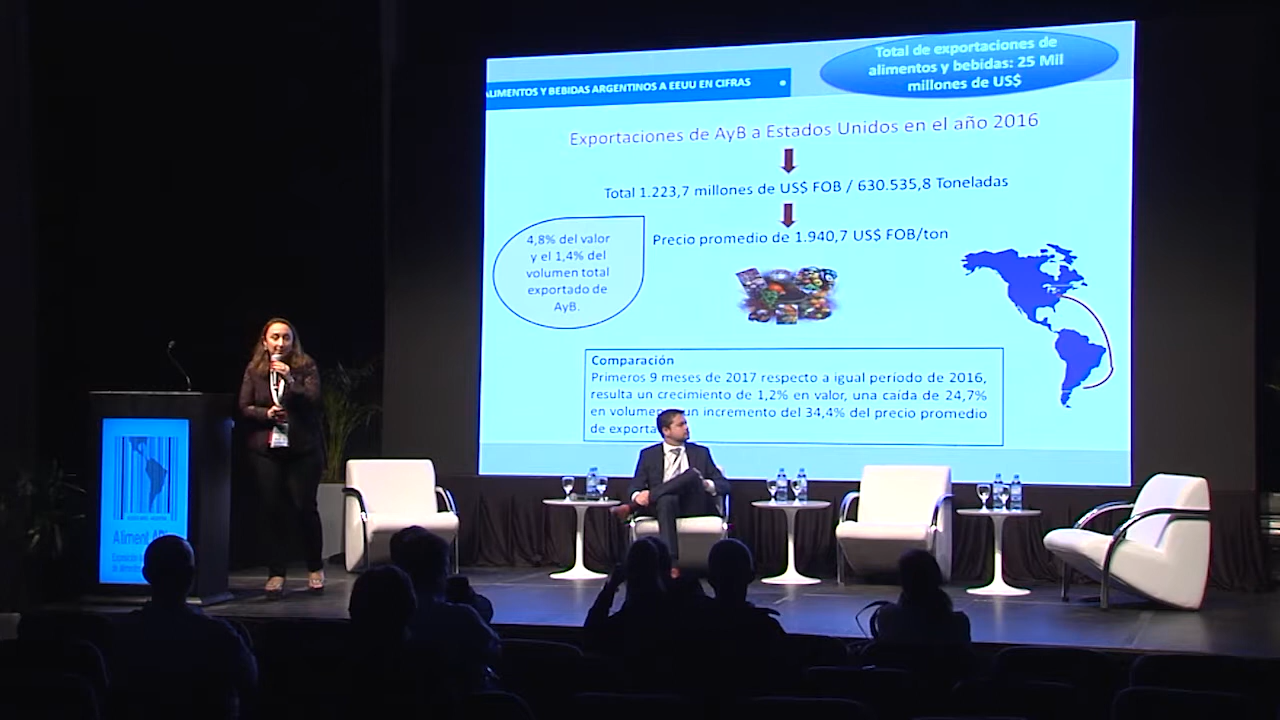 Total de exportaciones de
alimentos y bebidas: 25 Mil
millones de US$
ALIMENTOS Y BEBIDAS ARGENTINOS A EEUU EN CIFRAS
Exportaciones de AyB a Estados Unidos en el año 2016
Total 1.223,7 millones de US$ FOB / 630.535,8 Toneladas
Precio promedio de 1.940,7 US$ FOB/ton
4,8% del valor
y el 1,4% del
volumen total
exportado de
AyB.
Comparación
Primeros 9 meses de 2017 respecto a igual período de 2016,
resulta un crecimiento de 1,2% en valor, una caída de 24,7%
en volumen un incremento del 34,4% del precio promedio
de exporta
Aliment